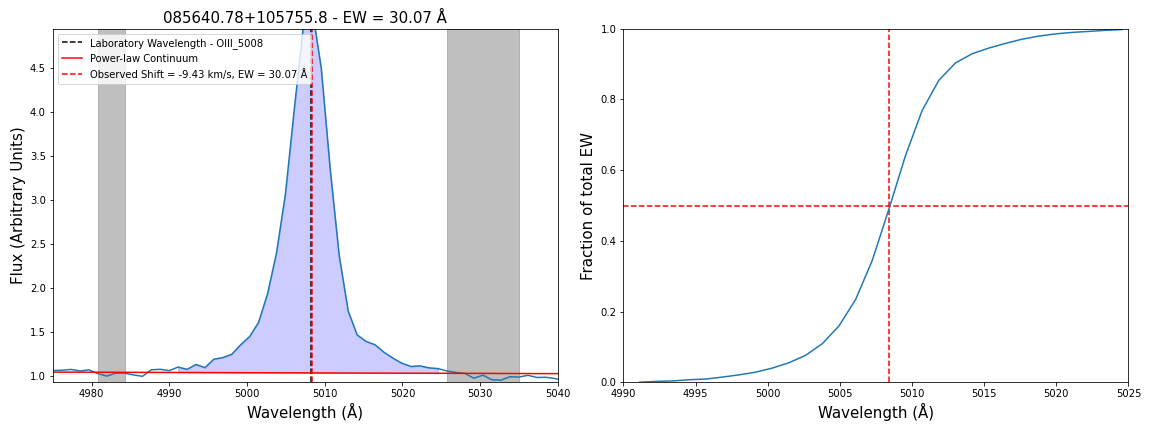 085640.78+105755.8 - EW = 30.07 Å
Laboratory Wavelength - OIII_5008
Power-law Continuum
Observed Shift = -9.43 km/s, EW = 30.07 Å
Flux (Arbitrary Units)
4.5
4.0
3.5
3.0
2.5
2.0
1.5
1.0
4980 4990 5000 5010 5020 5030 5040
Wavelength (Å)
Fraction of total EW
1.0
0.8
0.6
0.4
0.2
0.0
4990 4995 5000 5005 5010 5015 5020 5025
Wavelength (Å)